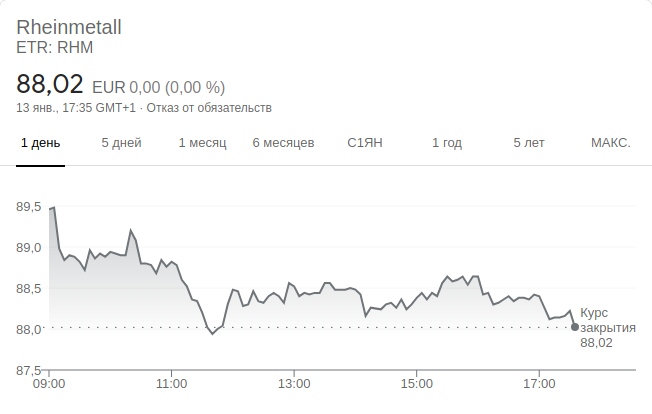 Rheinmetall
ETR: RHM
88,02 EUR 0,00 (0,00 %)
13 янв., 17:35 GMT+1 · Отказ от обязательств
1 день 5 дней 1 месяц 6 месяцев С1ЯН 1 год 5 лет МАКС.
89,5
89,0
88,5
88,0
Курс
закрытия
88,02
87,5
09:00 11:00 13:00 15:00 17:00